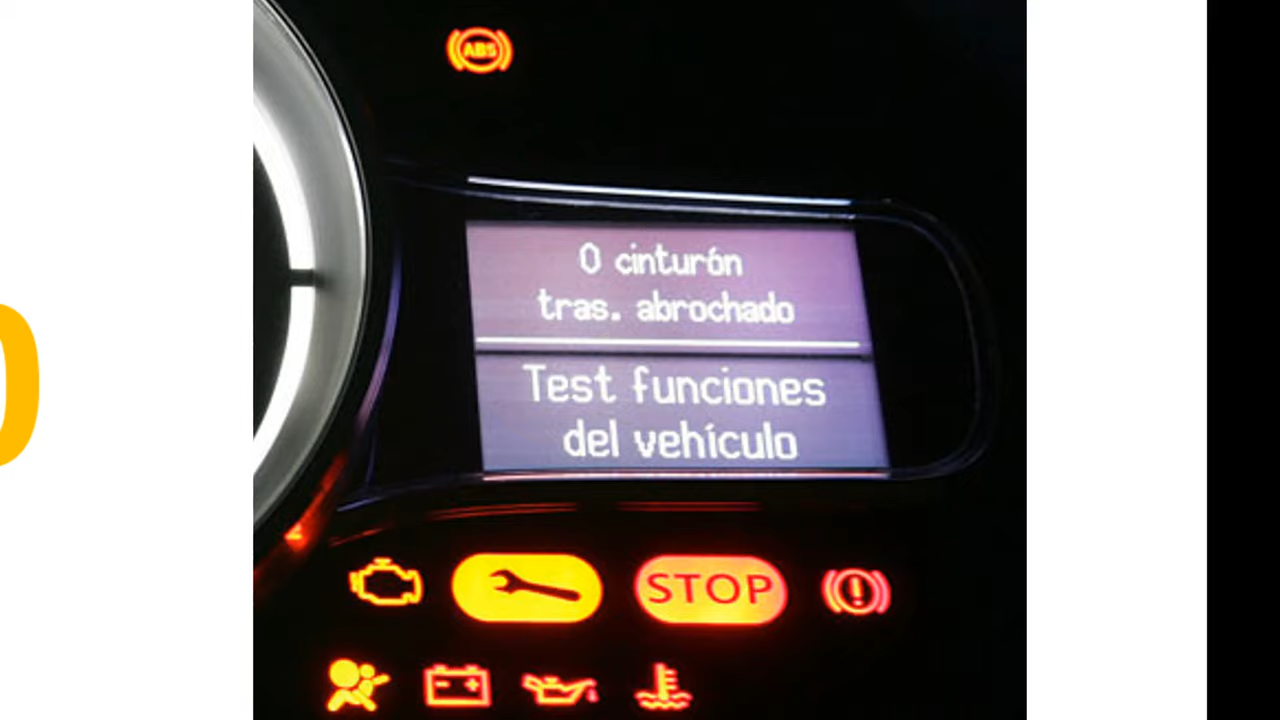 ABS
0 cinturón
tras. abrochado
Test funciones
del vehículo
STOP